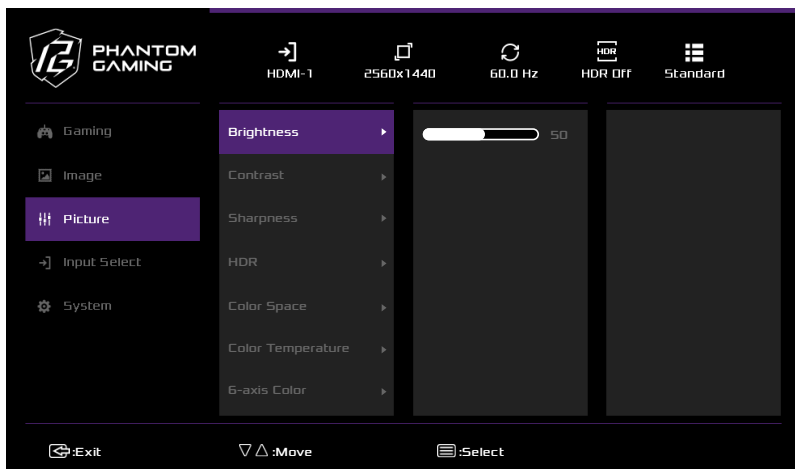 PHANTOM
GAMING
HDMI-1
2560x1440
60.0 Hz
HDR
HDR Off
Standard
Gaming
Image
Picture
Input Select
System
Brightness
Contrast
Sharpness
HDR
Color Space
Color Temperature
6-axis Color
50
:Exit
:Move
:Select